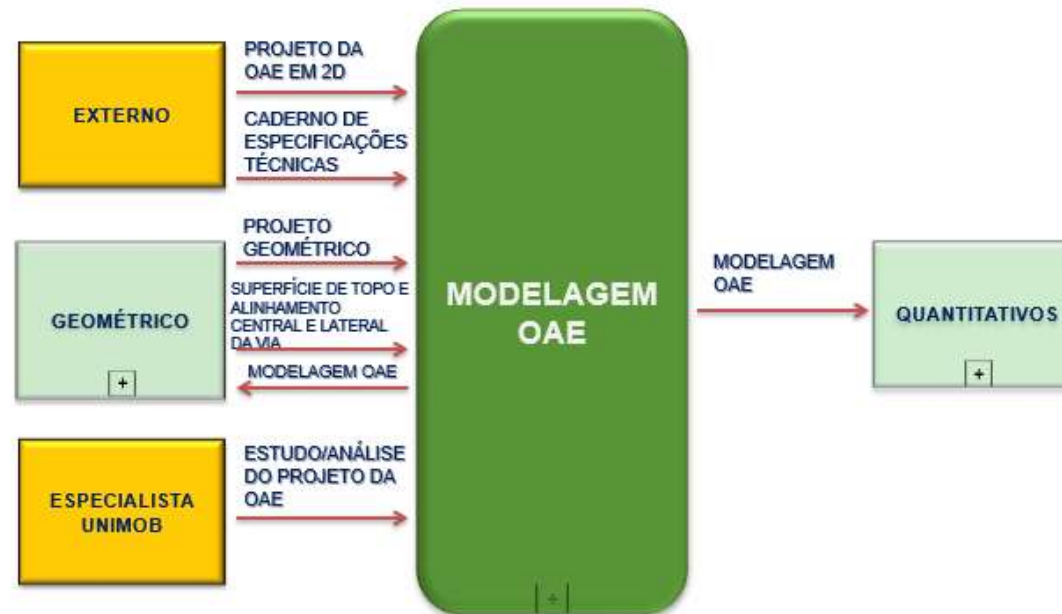 EXTERNO
PROJETO DA
OAE EM 2D
CADERNO DE
ESPECIFICAÇÕES
TÉCNICAS
GEOMÉTRICO
+
PROJETO
GEOMÉTRICO
SUPERFÍCIE DE TOPO E
ALINHAMENTO
CENTRAL E LATERAL
DA VIA
MODELAGEM OAE
ESPECIALISTA
UNIMOB
ESTUDO/ANÁLISE
DO PROJETO DA
OAE
MODELAGEM
OAE
+
MODELAGEM
OAE
QUANTITATIVOS
+